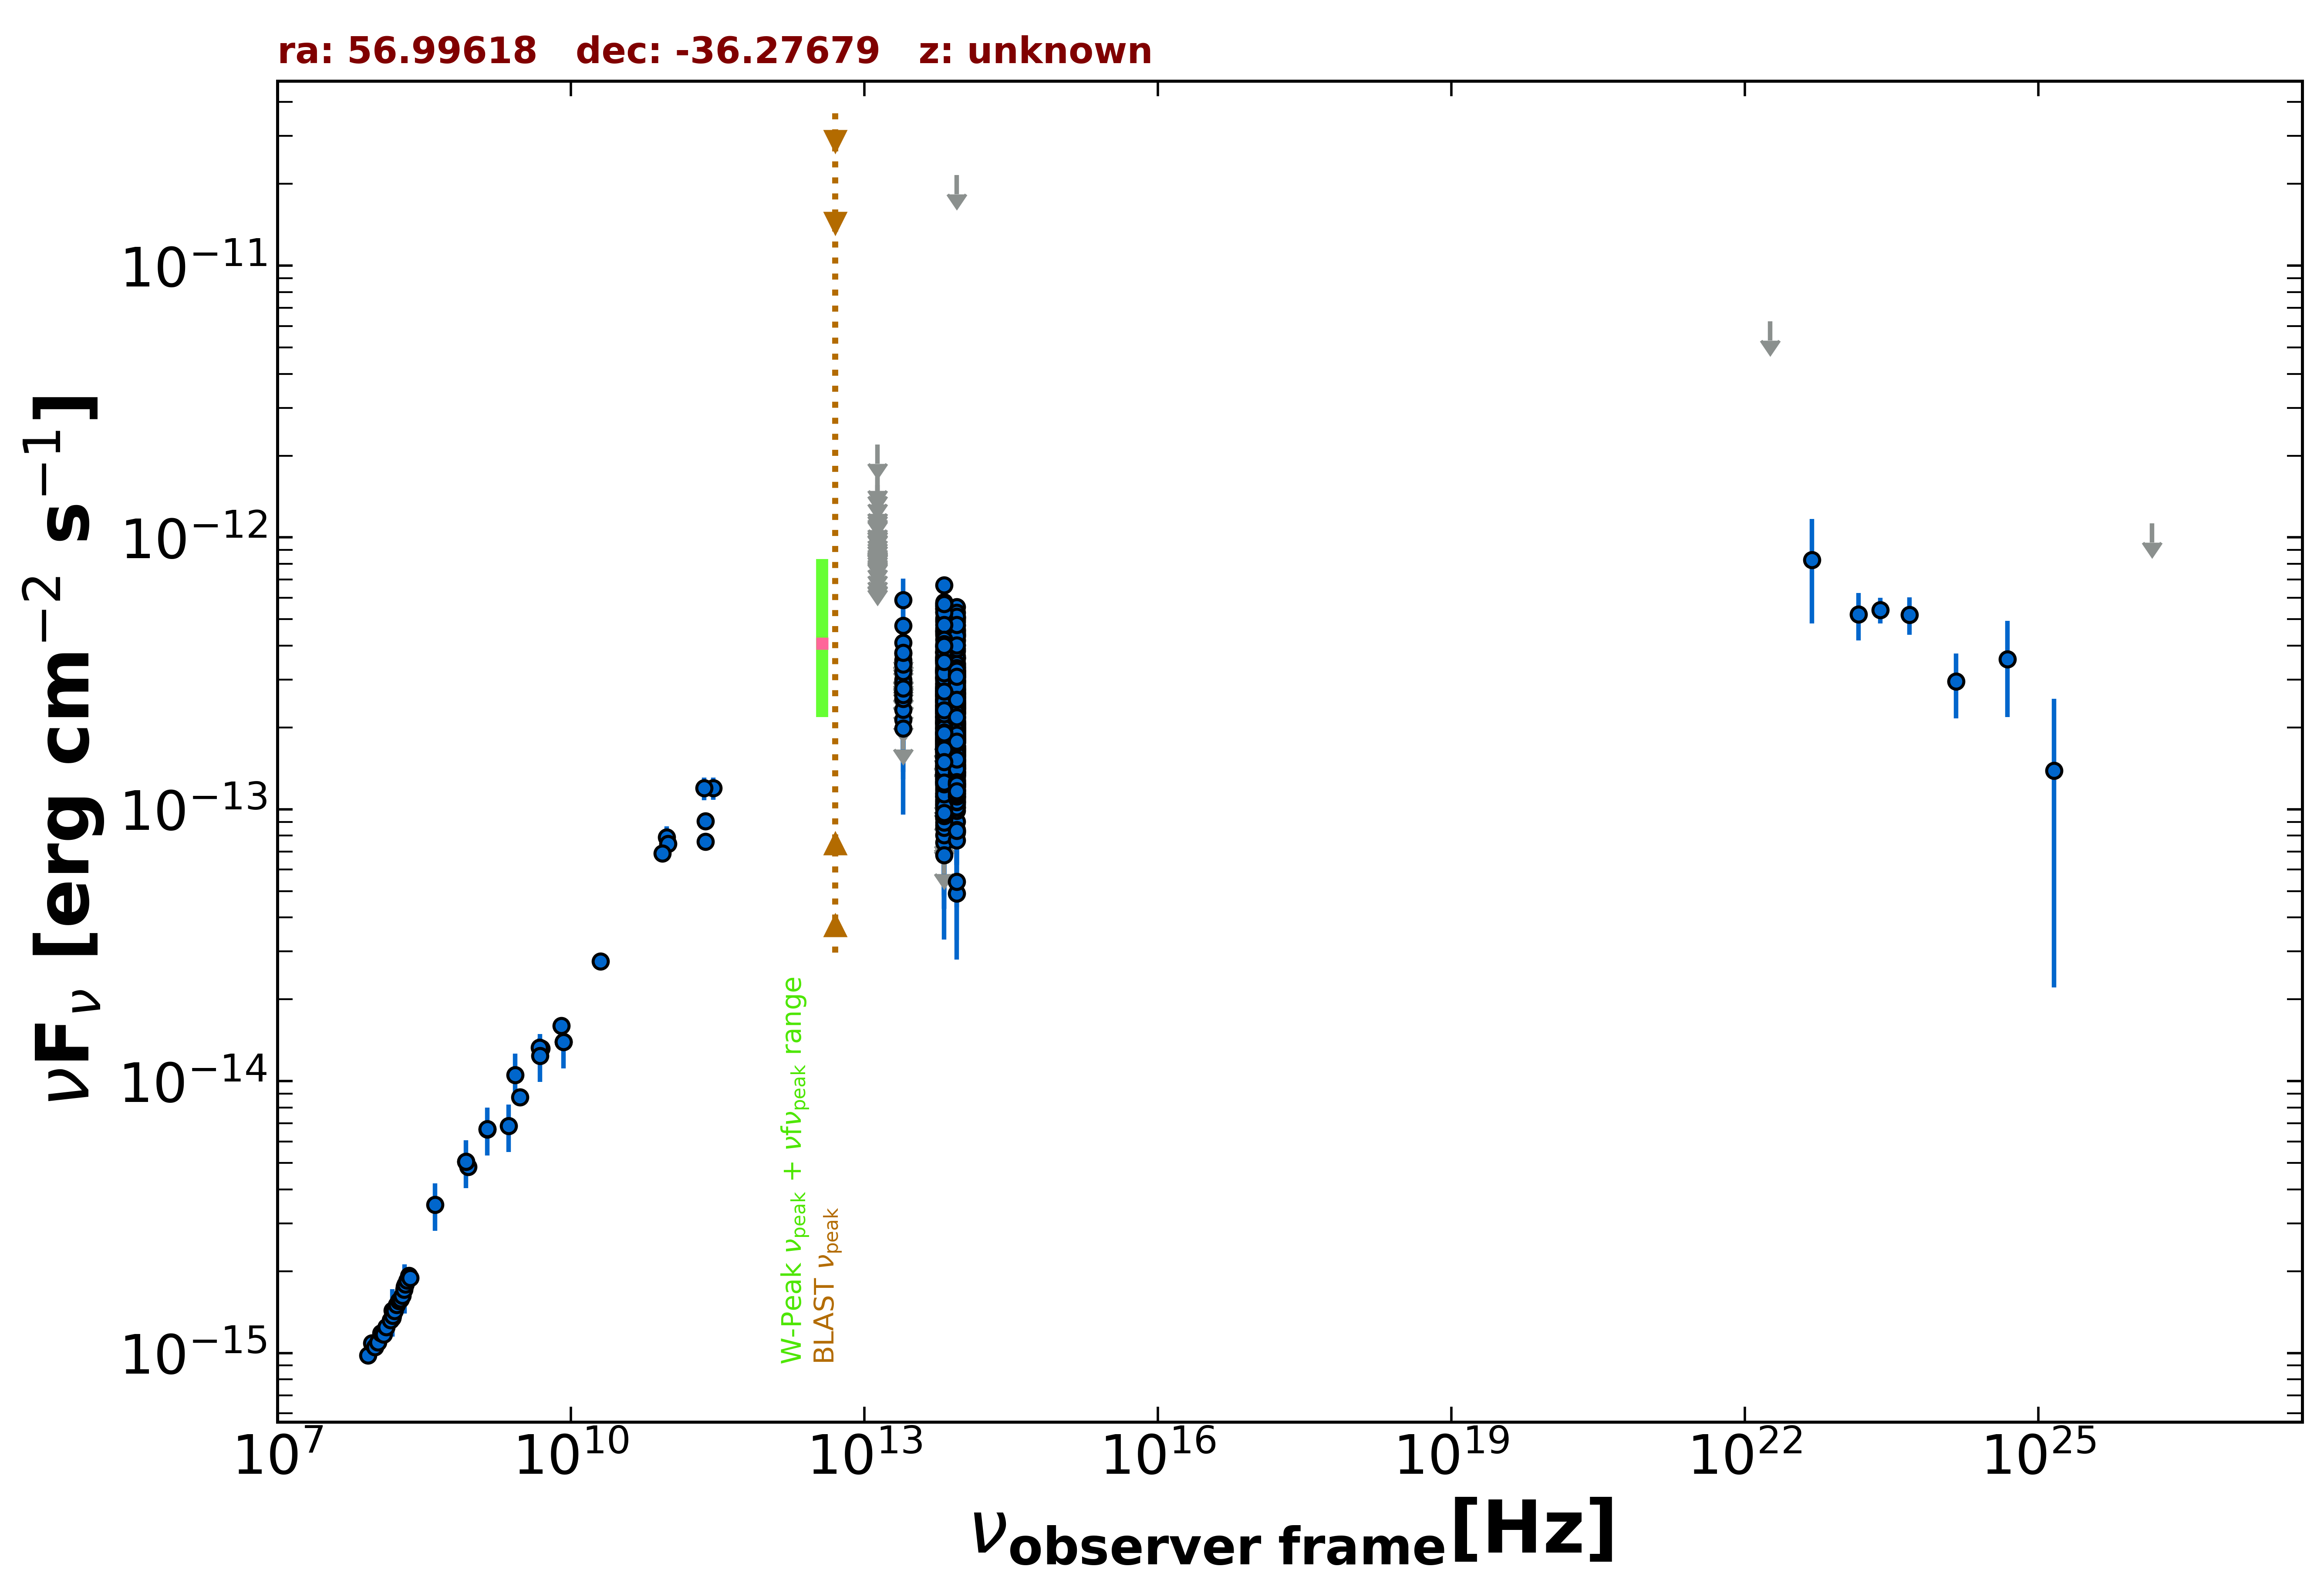 ra: 56.99618   dec: -36.27679   z: unknown
νFν [erg cm⁻² s⁻¹]
10⁻¹¹
10⁻¹²
10⁻¹³
10⁻¹⁴
10⁻¹⁵
W-Peak νpeak + νfνpeak range
BLAST νpeak
10⁷ 10¹⁰ 10¹³ 10¹⁶ 10¹⁹ 10²² 10²⁵
νobserver frame[Hz]